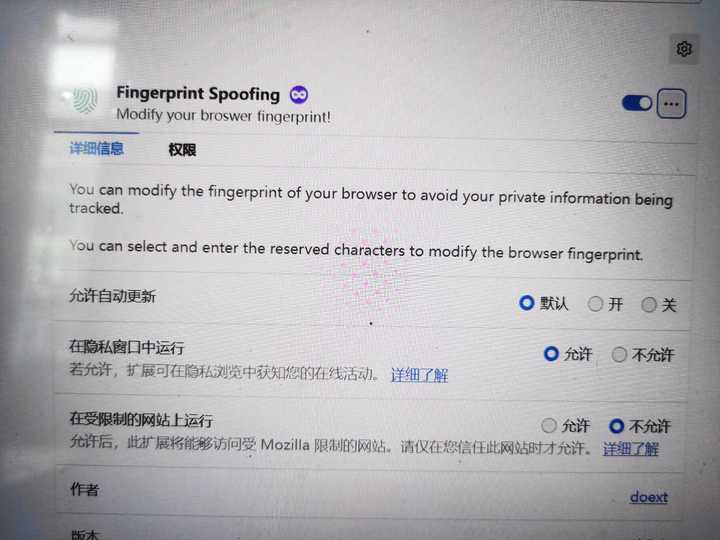 Fingerprint Spoofing
Modify your broswer fingerprint!
详细信息 权限
You can modify the fingerprint of your browser to avoid your private information being
tracked.
You can select and enter the reserved characters to modify the browser fingerprint.
允许自动更新 默认 开 关
在隐私窗口中运行 允许 不允许
若允许，扩展可在隐私浏览中获知您的在线活动。 详细了解
在受限制的网站上运行 允许 不允许
允许后，此扩展将能够访问受 Mozilla 限制的网站。请仅在您信任此网站时才允许。 详细了解
作者 doext
版本